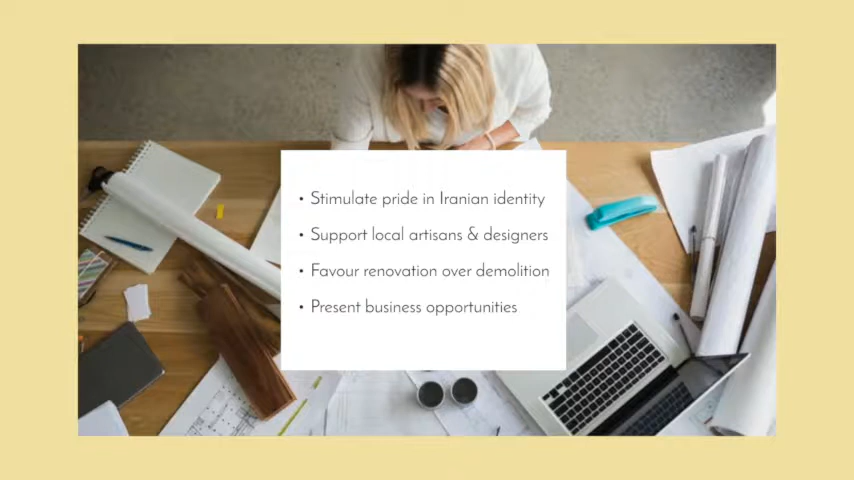 • Stimulate pride in Iranian identity
• Support local artisans & designers
• Favour renovation over demolition
• Present business opportunities